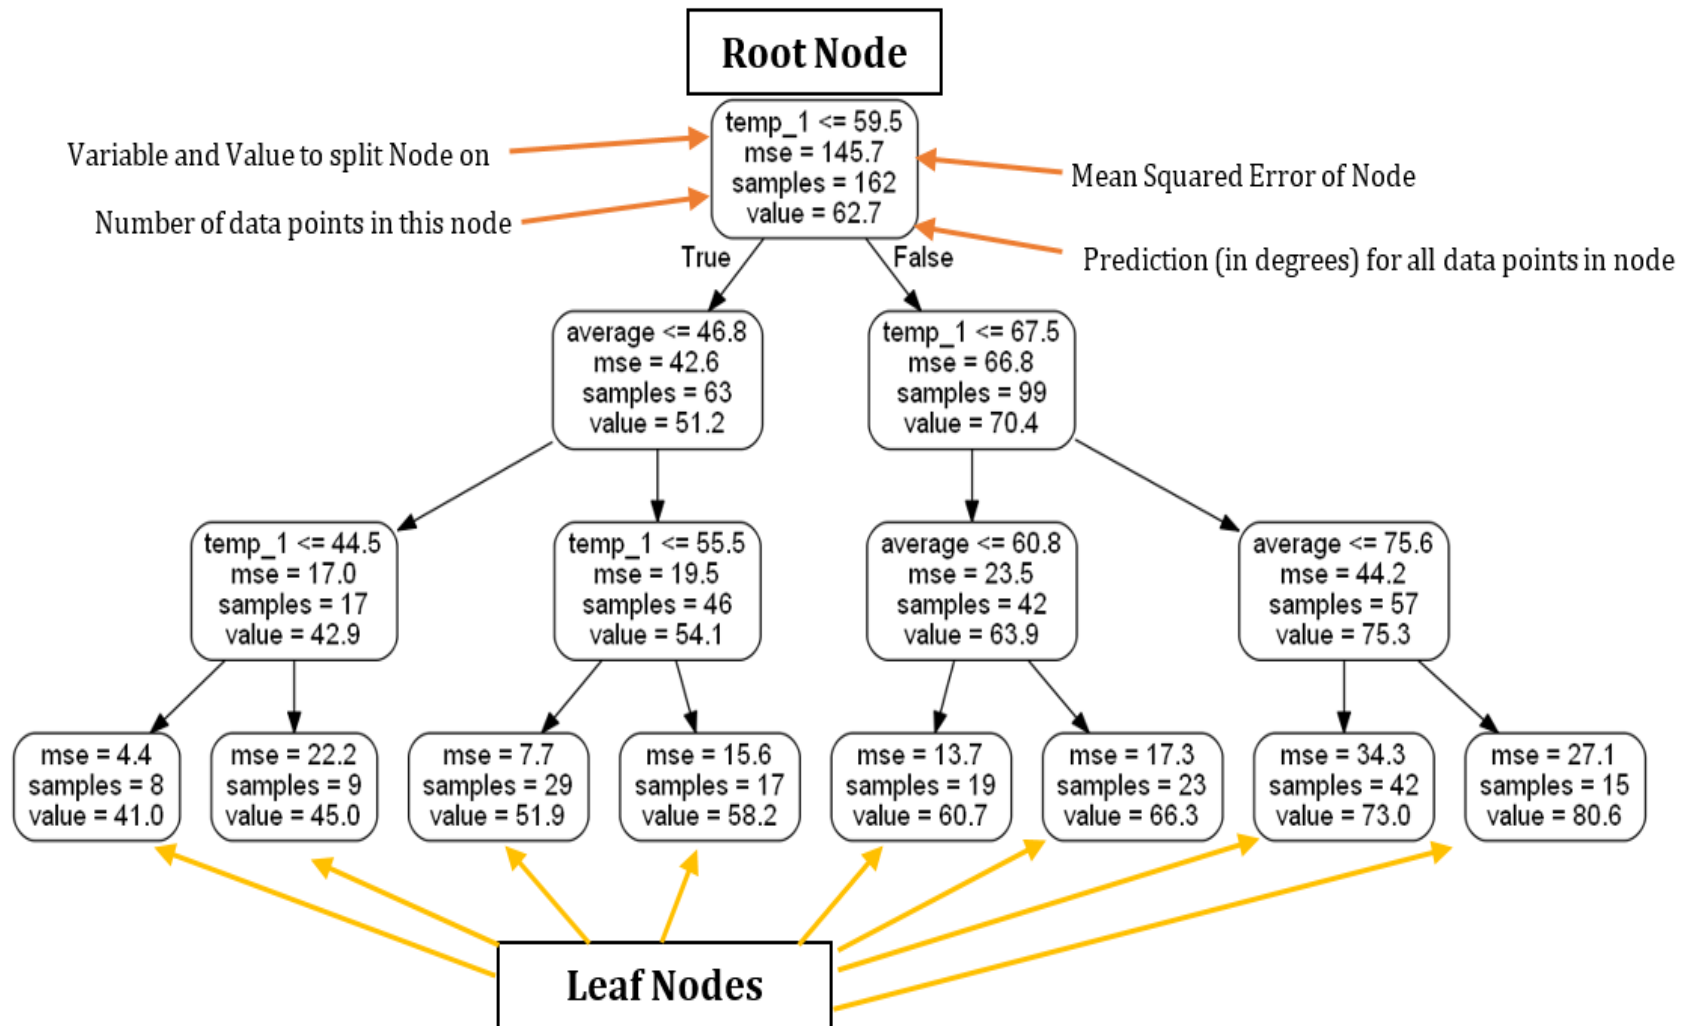 Root Node
temp_1 <= 59.5
mse = 145.7
samples = 162
value = 62.7
Variable and Value to split Node on
Number of data points in this node
Mean Squared Error of Node
Prediction (in degrees) for all data points in node
True
False
average <= 46.8
mse = 42.6
samples = 63
value = 51.2
temp_1 <= 67.5
mse = 66.8
samples = 99
value = 70.4
temp_1 <= 44.5
mse = 17.0
samples = 17
value = 42.9
temp_1 <= 55.5
mse = 19.5
samples = 46
value = 54.1
average <= 60.8
mse = 23.5
samples = 42
value = 63.9
average <= 75.6
mse = 44.2
samples = 57
value = 75.3
mse = 4.4
samples = 8
value = 41.0
mse = 22.2
samples = 9
value = 45.0
mse = 7.7
samples = 29
value = 51.9
mse = 15.6
samples = 17
value = 58.2
mse = 13.7
samples = 19
value = 60.7
mse = 17.3
samples = 23
value = 66.3
mse = 34.3
samples = 42
value = 73.0
mse = 27.1
samples = 15
value = 80.6
Leaf Nodes